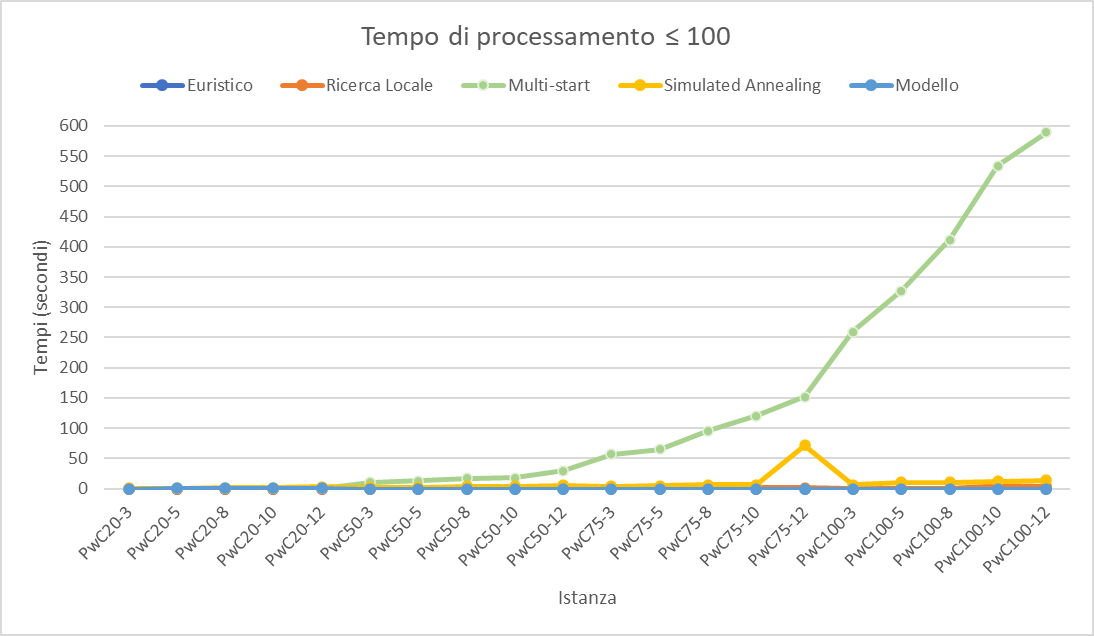 Tempo di processamento ≤ 100
Euristico Ricerca Locale Multi-start Simulated Annealing Modello
600
550
500
450
400
350
300
250
200
150
100
50
0
Tempi (secondi)
PwC20-3 PwC20-5 PwC20-8 PwC20-10 PwC20-12 PwC50-3 PwC50-5 PwC50-8 PwC50-10 PwC50-12 PwC75-3 PwC75-5 PwC75-8 PwC75-10 PwC75-12 PwC100-3 PwC100-5 PwC100-8 PwC100-10 PwC100-12
Istanza